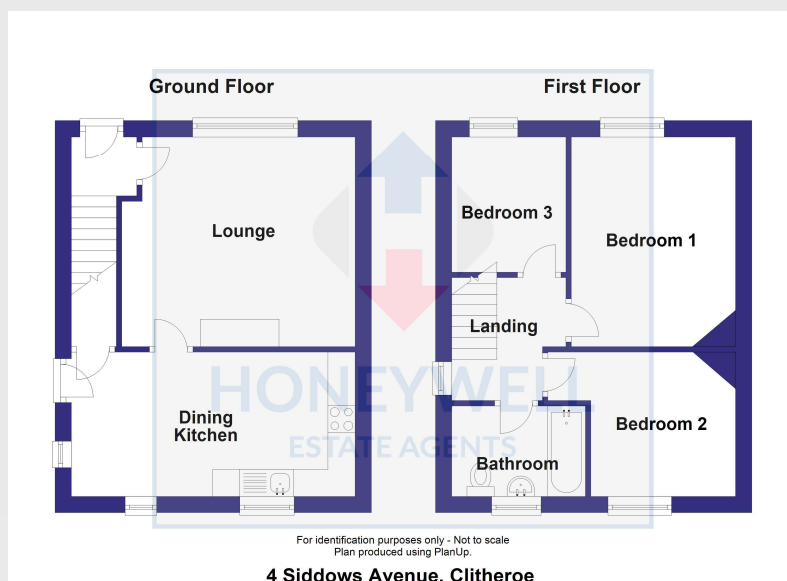 Ground Floor
First Floor
Lounge
Dining
Kitchen
Bedroom 3
Bedroom 1
Landing
Bedroom 2
Bathroom
HONEYWELL
ESTATE AGENTS
For identification purposes only - Not to scale
Plan produced using PlanUp.
4 Siddows Avenue, Clitheroe